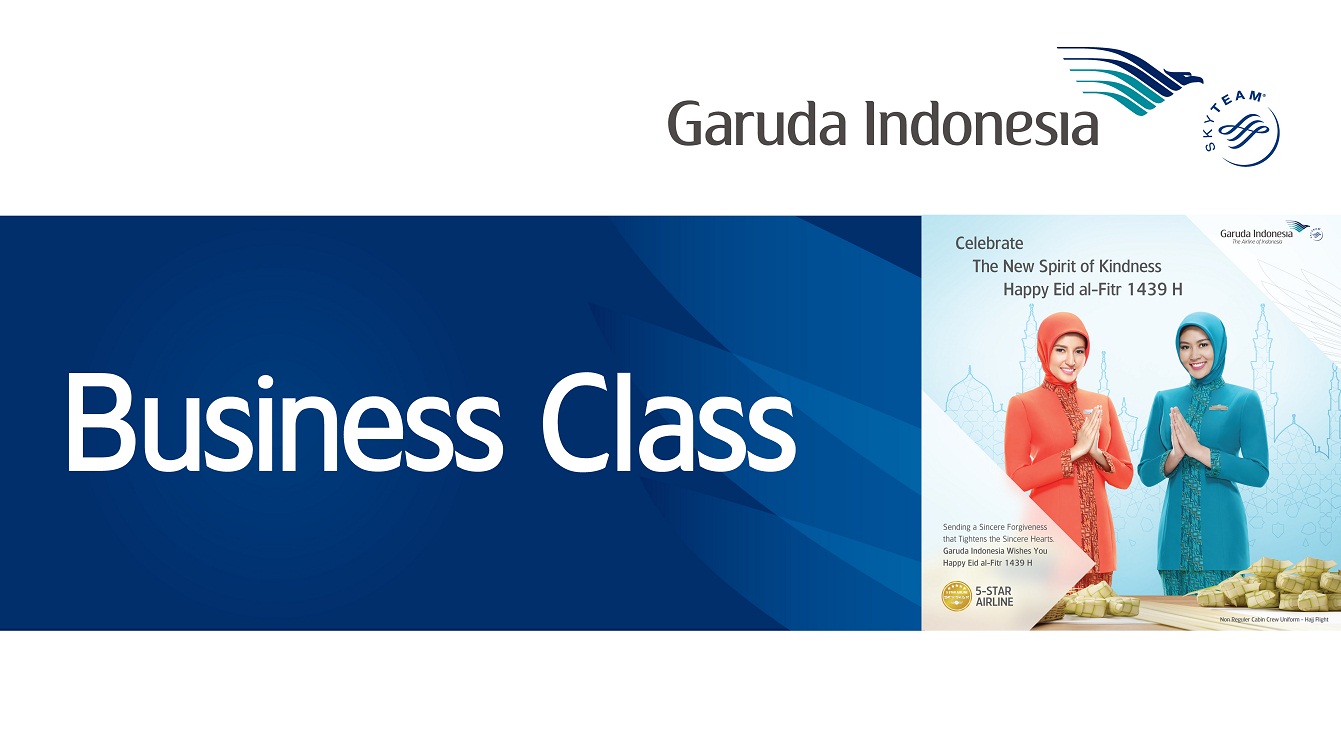 Garuda Indonesia
SKYTEAM
Business Class
Celebrate
The New Spirit of Kindness
Happy Eid al-Fitr 1439 H
Garuda Indonesia
The Airline of Indonesia
Sending a Sincere Forgiveness
that Tightens the Sincere Hearts.
Garuda Indonesia Wishes You
Happy Eid al-Fitr 1439 H
5-STAR
AIRLINE
Non Reguler Cabin Crew Uniform - Hajj Flight